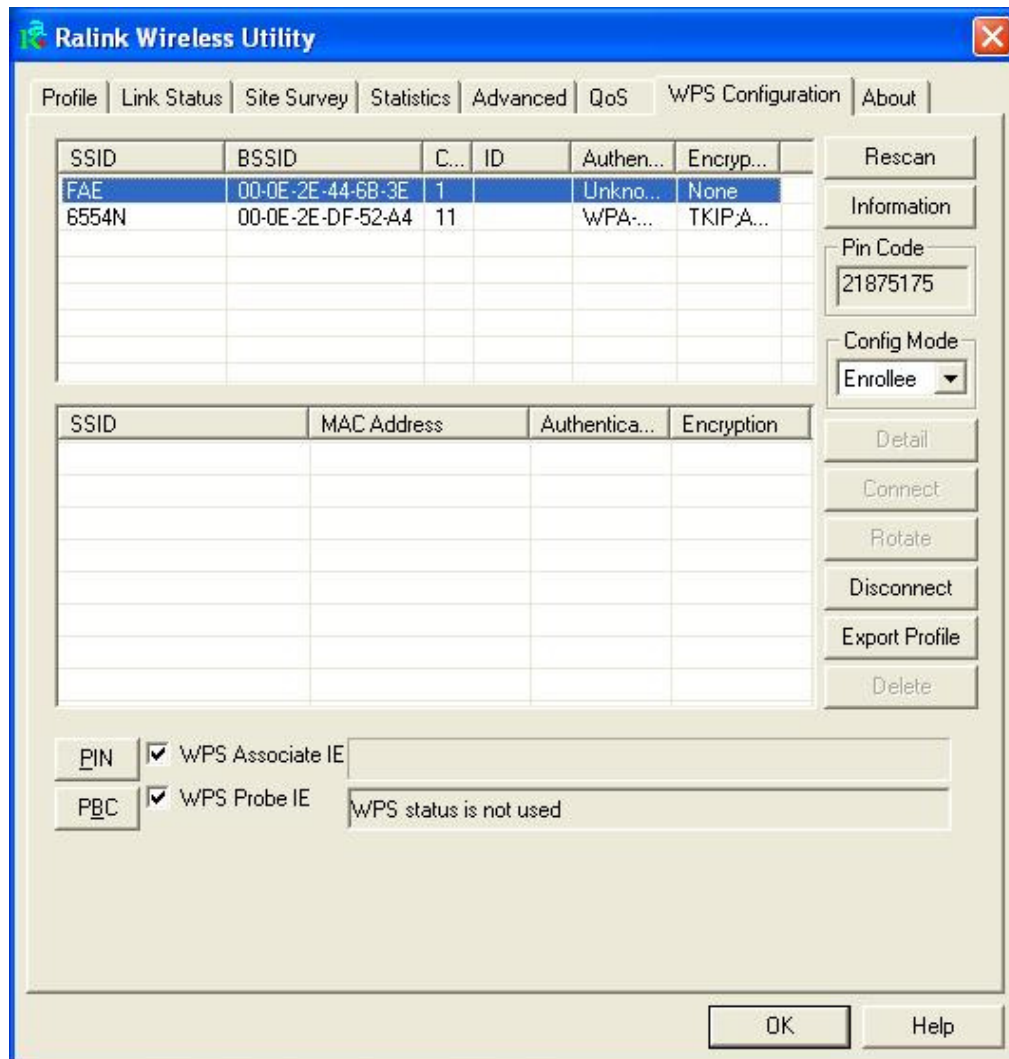 Ralink Wireless Utility
Profile Link Status Site Survey Statistics Advanced QoS WPS Configuration About
SSID BSSID C... ID Authen... Encryp...
FAE 00-0E-2E-44-6B-3E 1 Unkno... None
6554N 00-0E-2E-DF-52-A4 11 WPA-... TKIP;A...
Rescan
Information
Pin Code
21875175
Config Mode
Enrollee
SSID MAC Address Authentica... Encryption
Detail
Connect
Rotate
Disconnect
Export Profile
Delete
PIN WPS Associate IE
PBC WPS Probe IE WPS status is not used
OK Help